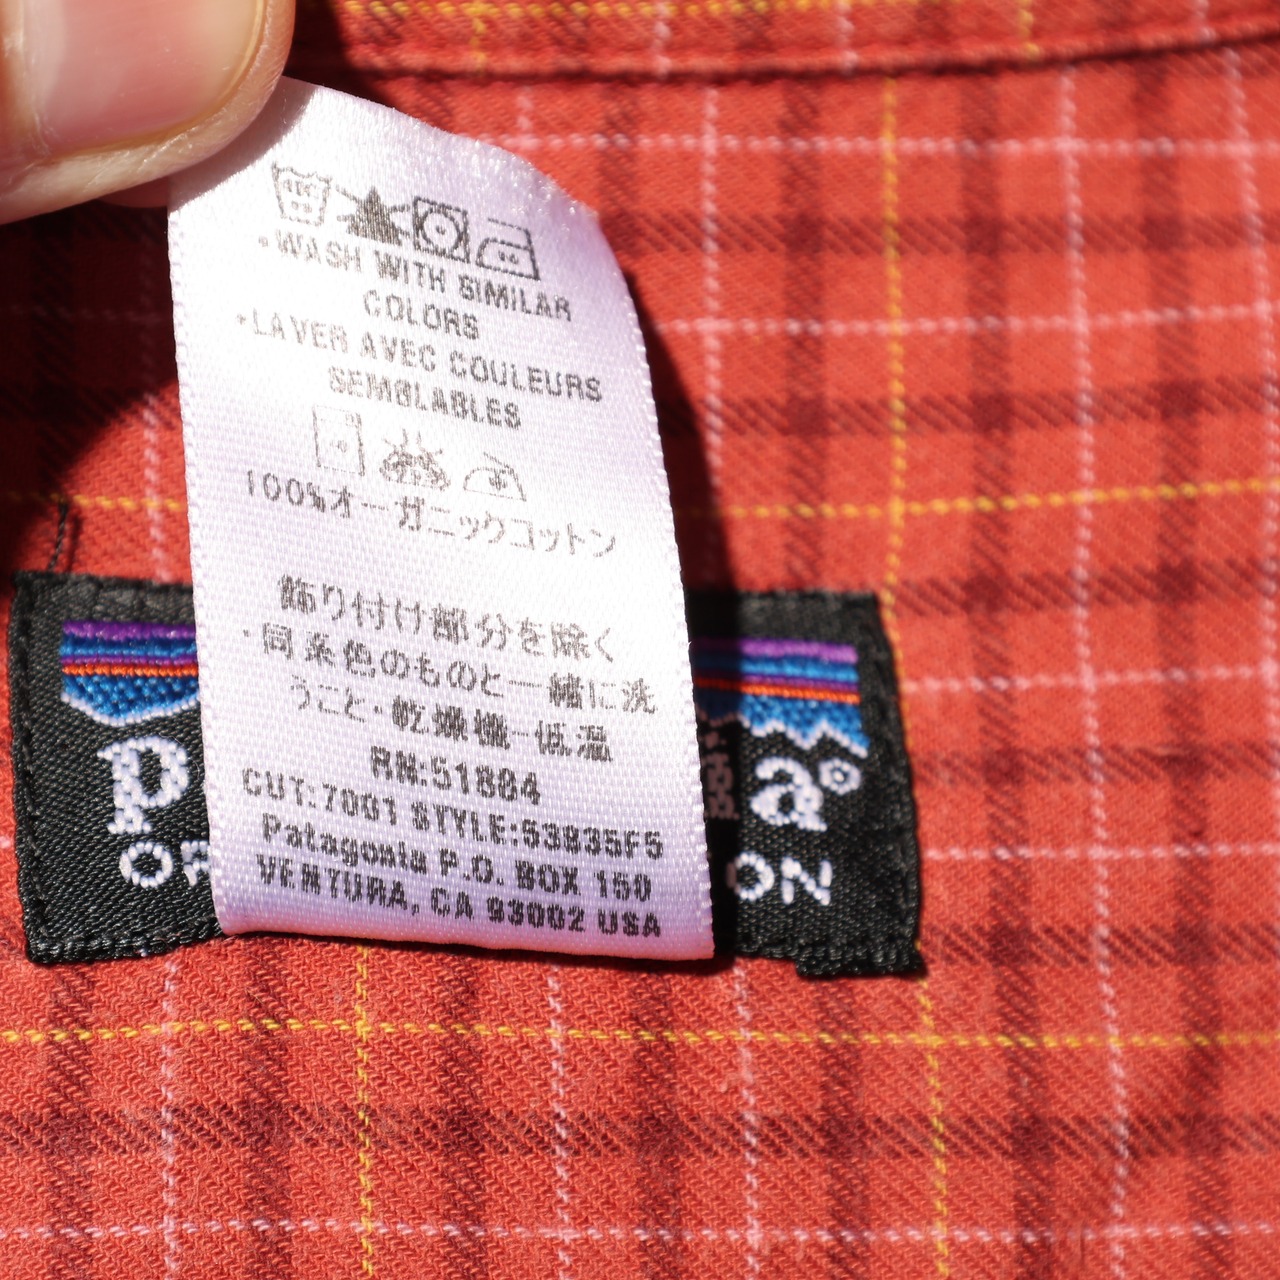 • WASH WITH SIMILAR
COLORS
• LAVER AVEC COULEURS
SEMBLABLES
100%オーガニックコットン
飾り付け部分を除く
・同系色のものと一緒に洗
うこと・乾燥機-低温
RN:51884
CUT:7001 STYLE:53835F5
Patagonia P.O. BOX 150
VENTURA, CA 93002 USA
P a°
OR ON